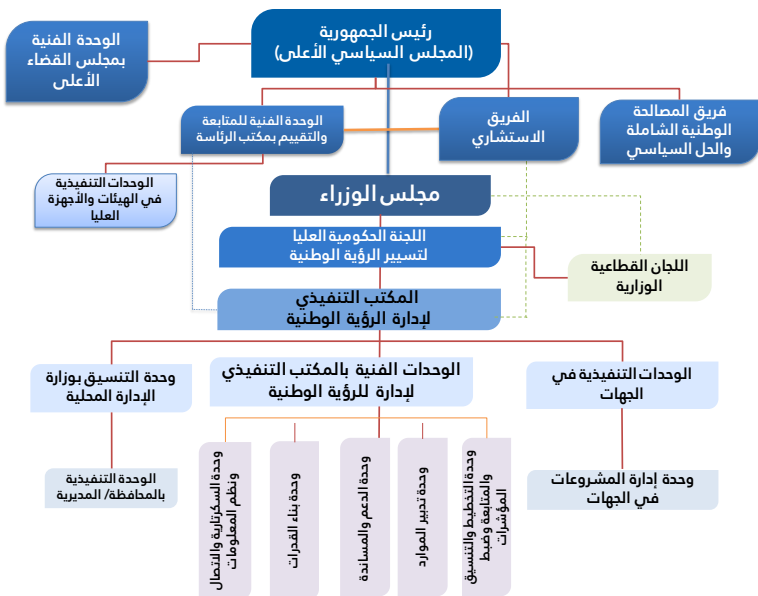 رئيس الجمهورية
(المجلس السياسي الأعلى)
الوحدة الفنية
بمجلس القضاء
الأعلى
فريق المصالحة
الوطنية الشاملة
والحل السياسي
الفريق
الاستشاري
الوحدة الفنية للمتابعة
والتقييم بمكتب الرئاسة
الوحدات التنفيذية
في الهيئات والأجهزة
العليا
مجلس الوزراء
اللجنة الحكومية العليا
لتسيير الرؤية الوطنية
اللجان القطاعية
الوزارية
المكتب التنفيذي
لإدارة الرؤية الوطنية
الوحدات التنفيذية في
الجهات
الوحدات الفنية بالمكتب التنفيذي
لإدارة للرؤية الوطنية
وحدة التنسيق بوزارة
الإدارة المحلية
وحدة إدارة المشروعات
في الجهات
وحدة التخطيط والتنسيق
والمتابعة وضبط
المؤشرات
وحدة تدبير الموارد
وحدة الدعم والمساندة
وحدة بناء القدرات
وحدة السكرتارية والاتصال
ونظم المعلومات
الوحدة التنفيذية
بالمحافظة/ المديرية